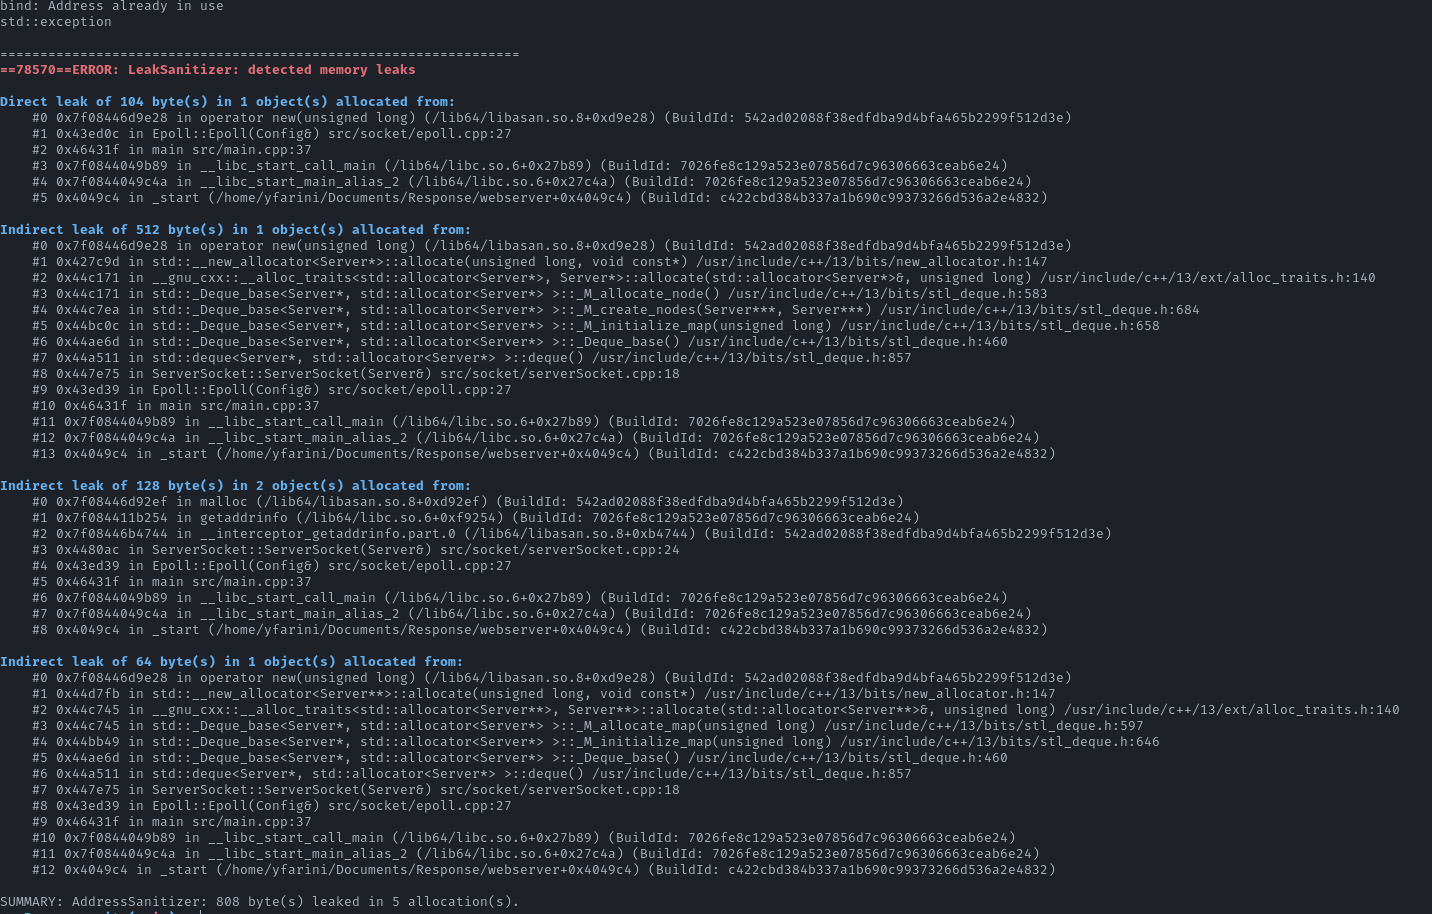 bind: Address already in use
std::exception
=================================================================
==78570==ERROR: LeakSanitizer: detected memory leaks
Direct leak of 104 byte(s) in 1 object(s) allocated from:
#0 0x7f08446d9e28 in operator new(unsigned long) (/lib64/libasan.so.8+0xd9e28) (BuildId: 542ad02088f38edfdba9d4bfa465b2299f512d3e)
#1 0x43ed0c in Epoll::Epoll(Config&) src/socket/epoll.cpp:27
#2 0x46431f in main src/main.cpp:37
#3 0x7f0844049b89 in __libc_start_call_main (/lib64/libc.so.6+0x27b89) (BuildId: 7026fe8c129a523e07856d7c96306663ceab6e24)
#4 0x7f0844049c4a in __libc_start_main_alias_2 (/lib64/libc.so.6+0x27c4a) (BuildId: 7026fe8c129a523e07856d7c96306663ceab6e24)
#5 0x4049c4 in _start (/home/yfarini/Documents/Response/webserver+0x4049c4) (BuildId: c422cbd384b337a1b690c99373266d536a2e4832)
Indirect leak of 512 byte(s) in 1 object(s) allocated from:
#0 0x7f08446d9e28 in operator new(unsigned long) (/lib64/libasan.so.8+0xd9e28) (BuildId: 542ad02088f38edfdba9d4bfa465b2299f512d3e)
#1 0x427c9d in std::__new_allocator<Server*>::allocate(unsigned long, void const*) /usr/include/c++/13/bits/new_allocator.h:147
#2 0x44c171 in __gnu_cxx::__alloc_traits<std::allocator<Server*>, Server*>::allocate(std::allocator<Server*>&, unsigned long) /usr/include/c++/13/ext/alloc_traits.h:140
#3 0x44c171 in std::_Deque_base<Server*, std::allocator<Server*> >::_M_allocate_node() /usr/include/c++/13/bits/stl_deque.h:583
#4 0x44c7ea in std::_Deque_base<Server*, std::allocator<Server*> >::_M_create_nodes(Server***, Server***) /usr/include/c++/13/bits/stl_deque.h:684
#5 0x44bc0c in std::_Deque_base<Server*, std::allocator<Server*> >::_M_initialize_map(unsigned long) /usr/include/c++/13/bits/stl_deque.h:658
#6 0x44ae6d in std::_Deque_base<Server*, std::allocator<Server*> >::_Deque_base() /usr/include/c++/13/bits/stl_deque.h:460
#7 0x44a511 in std::deque<Server*, std::allocator<Server*> >::deque() /usr/include/c++/13/bits/stl_deque.h:857
#8 0x447e75 in ServerSocket::ServerSocket(Server&) src/socket/serverSocket.cpp:18
#9 0x43ed39 in Epoll::Epoll(Config&) src/socket/epoll.cpp:27
#10 0x46431f in main src/main.cpp:37
#11 0x7f0844049b89 in __libc_start_call_main (/lib64/libc.so.6+0x27b89) (BuildId: 7026fe8c129a523e07856d7c96306663ceab6e24)
#12 0x7f0844049c4a in __libc_start_main_alias_2 (/lib64/libc.so.6+0x27c4a) (BuildId: 7026fe8c129a523e07856d7c96306663ceab6e24)
#13 0x4049c4 in _start (/home/yfarini/Documents/Response/webserver+0x4049c4) (BuildId: c422cbd384b337a1b690c99373266d536a2e4832)
Indirect leak of 128 byte(s) in 2 object(s) allocated from:
#0 0x7f08446d92ef in malloc (/lib64/libasan.so.8+0xd92ef) (BuildId: 542ad02088f38edfdba9d4bfa465b2299f512d3e)
#1 0x7f084411b254 in getaddrinfo (/lib64/libc.so.6+0xf9254) (BuildId: 7026fe8c129a523e07856d7c96306663ceab6e24)
#2 0x7f08446b4744 in __interceptor_getaddrinfo.part.0 (/lib64/libasan.so.8+0xb4744) (BuildId: 542ad02088f38edfdba9d4bfa465b2299f512d3e)
#3 0x4480ac in ServerSocket::ServerSocket(Server&) src/socket/serverSocket.cpp:24
#4 0x43ed39 in Epoll::Epoll(Config&) src/socket/epoll.cpp:27
#5 0x46431f in main src/main.cpp:37
#6 0x7f0844049b89 in __libc_start_call_main (/lib64/libc.so.6+0x27b89) (BuildId: 7026fe8c129a523e07856d7c96306663ceab6e24)
#7 0x7f0844049c4a in __libc_start_main_alias_2 (/lib64/libc.so.6+0x27c4a) (BuildId: 7026fe8c129a523e07856d7c96306663ceab6e24)
#8 0x4049c4 in _start (/home/yfarini/Documents/Response/webserver+0x4049c4) (BuildId: c422cbd384b337a1b690c99373266d536a2e4832)
Indirect leak of 64 byte(s) in 1 object(s) allocated from:
#0 0x7f08446d9e28 in operator new(unsigned long) (/lib64/libasan.so.8+0xd9e28) (BuildId: 542ad02088f38edfdba9d4bfa465b2299f512d3e)
#1 0x44d7fb in std::__new_allocator<Server**>::allocate(unsigned long, void const*) /usr/include/c++/13/bits/new_allocator.h:147
#2 0x44c745 in __gnu_cxx::__alloc_traits<std::allocator<Server**>, Server**>::allocate(std::allocator<Server**>&, unsigned long) /usr/include/c++/13/ext/alloc_traits.h:140
#3 0x44c745 in std::_Deque_base<Server*, std::allocator<Server*> >::_M_allocate_map(unsigned long) /usr/include/c++/13/bits/stl_deque.h:597
#4 0x44bb49 in std::_Deque_base<Server*, std::allocator<Server*> >::_M_initialize_map(unsigned long) /usr/include/c++/13/bits/stl_deque.h:646
#5 0x44ae6d in std::_Deque_base<Server*, std::allocator<Server*> >::_Deque_base() /usr/include/c++/13/bits/stl_deque.h:460
#6 0x44a511 in std::deque<Server*, std::allocator<Server*> >::deque() /usr/include/c++/13/bits/stl_deque.h:857
#7 0x447e75 in ServerSocket::ServerSocket(Server&) src/socket/serverSocket.cpp:18
#8 0x43ed39 in Epoll::Epoll(Config&) src/socket/epoll.cpp:27
#9 0x46431f in main src/main.cpp:37
#10 0x7f0844049b89 in __libc_start_call_main (/lib64/libc.so.6+0x27b89) (BuildId: 7026fe8c129a523e07856d7c96306663ceab6e24)
#11 0x7f0844049c4a in __libc_start_main_alias_2 (/lib64/libc.so.6+0x27c4a) (BuildId: 7026fe8c129a523e07856d7c96306663ceab6e24)
#12 0x4049c4 in _start (/home/yfarini/Documents/Response/webserver+0x4049c4) (BuildId: c422cbd384b337a1b690c99373266d536a2e4832)
SUMMARY: AddressSanitizer: 808 byte(s) leaked in 5 allocation(s).